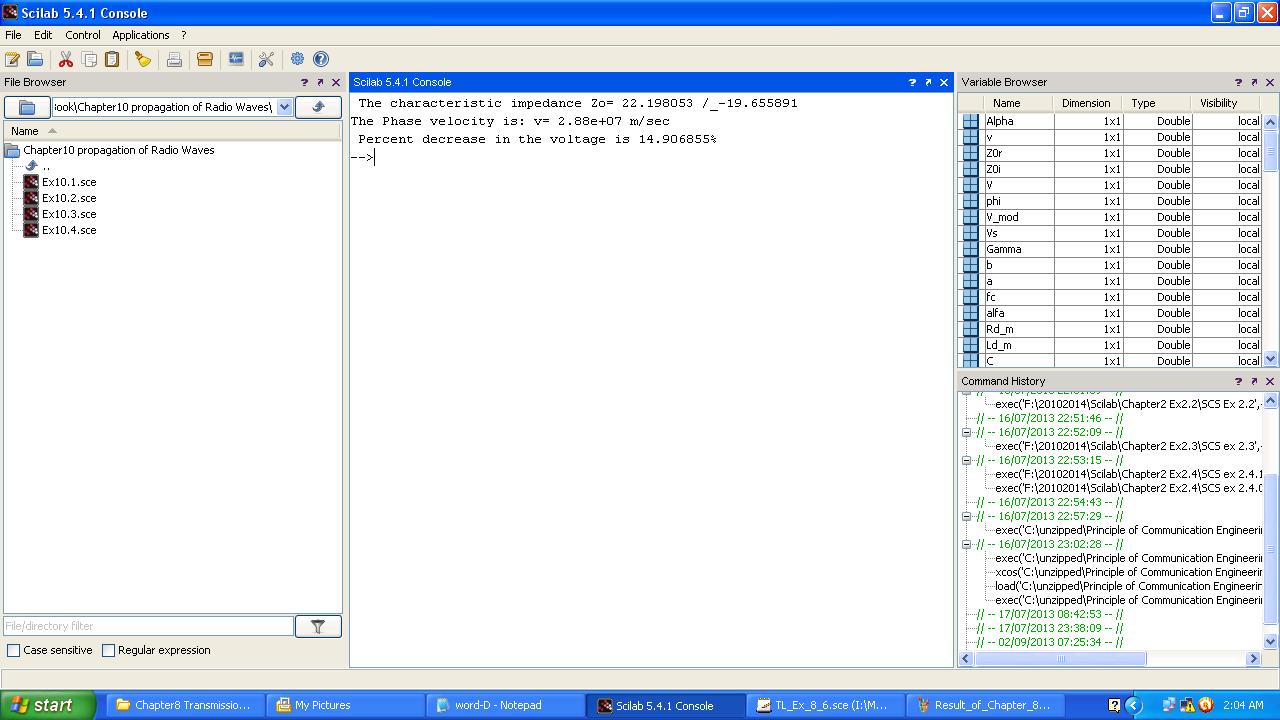 Scilab 5.4.1 Console
File Edit Control Applications ?
File Browser
ook\Chapter10 propagation of Radio Waves\
Name
Chapter10 propagation of Radio Waves
..
Ex10.1.sce
Ex10.2.sce
Ex10.3.sce
Ex10.4.sce
File/directory filter
Case sensitive Regular expression
Scilab 5.4.1 Console
The characteristic impedance Zo= 22.198053 /_-19.655891
The Phase velocity is: v= 2.88e+07 m/sec
Percent decrease in the voltage is 14.906855%
-->
Variable Browser
Name Dimension Type Visibility
Alpha 1x1 Double local
v 1x1 Double local
Z0r 1x1 Double local
Z0i 1x1 Double local
V 1x1 Double local
phi 1x1 Double local
V_mod 1x1 Double local
Vs 1x1 Double local
Gamma 1x1 Double local
b 1x1 Double local
a 1x1 Double local
fc 1x1 Double local
alfa 1x1 Double local
Rd_m 1x1 Double local
Ld_m 1x1 Double local
C 1x1 Double local
Command History
exec('F:\20102014\Scilab\Chapter2 Ex2.2\SCS Ex 2.2',
// -- 16/07/2013 22:51:46 -- //
// -- 16/07/2013 22:52:09 -- //
exec('F:\20102014\Scilab\Chapter2 Ex2.3\SCS ex 2.3',
// -- 16/07/2013 22:53:15 -- //
exec('F:\20102014\Scilab\Chapter2 Ex2.4\SCS ex 2.4.1
exec('F:\20102014\Scilab\Chapter2 Ex2.4\SCS ex 2.4.
// -- 16/07/2013 22:54:43 -- //
// -- 16/07/2013 22:57:29 -- //
exec('C:\unzipped\Principle of Communication Engineeri
// -- 16/07/2013 23:02:28 -- //
exec('C:\unzipped\Principle of Communication Engineeri
xcos('C:\unzipped\Principle of Communication Engineeri
load('C:\unzipped\Principle of Communication Engineeri
exec('C:\unzipped\Principle of Communication Engineeri
// -- 17/07/2013 08:42:53 -- //
// -- 17/07/2013 23:38:09 -- //
// -- 02/09/2013 07:25:34 -- //
start
Chapter8 Transmissio...
My Pictures
word-D - Notepad
Scilab 5.4.1 Console
TL_Ex_8_6.sce (I:\M...
Result_of_Chapter_8...
2:04 AM